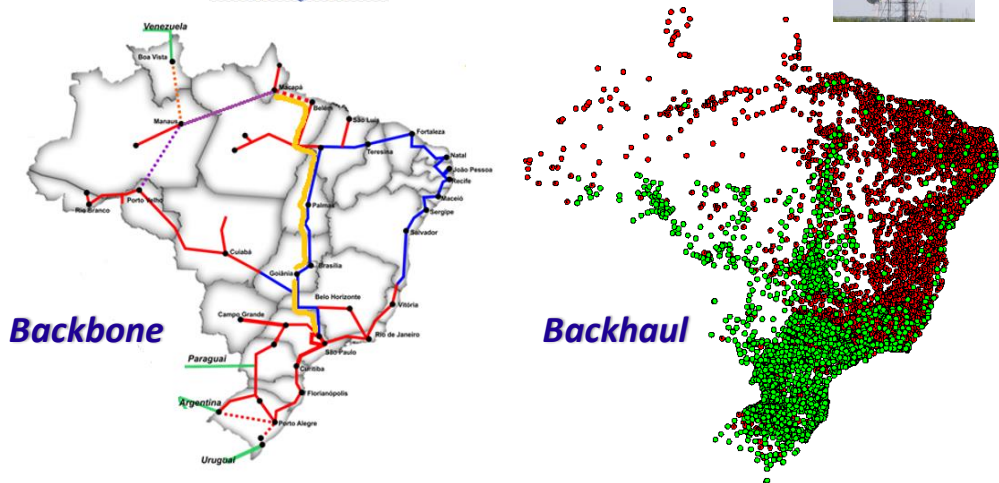 Venezuela
Boa Vista
Macapá
Belém
Manaus
São Luis
Fortaleza
Teresina
Natal
João Pessoa
Recife
Maceió
Sergipe
Porto Velho
Rio Branco
Palmas
Salvador
Cuiabá
Brasília
Goiânia
Belo Horizonte
Vitória
Campo Grande
Rio de Janeiro
Backbone
Backhaul
São Paulo
Paraguai
Curitiba
Florianópolis
Argentina
Porto Alegre
Uruguai